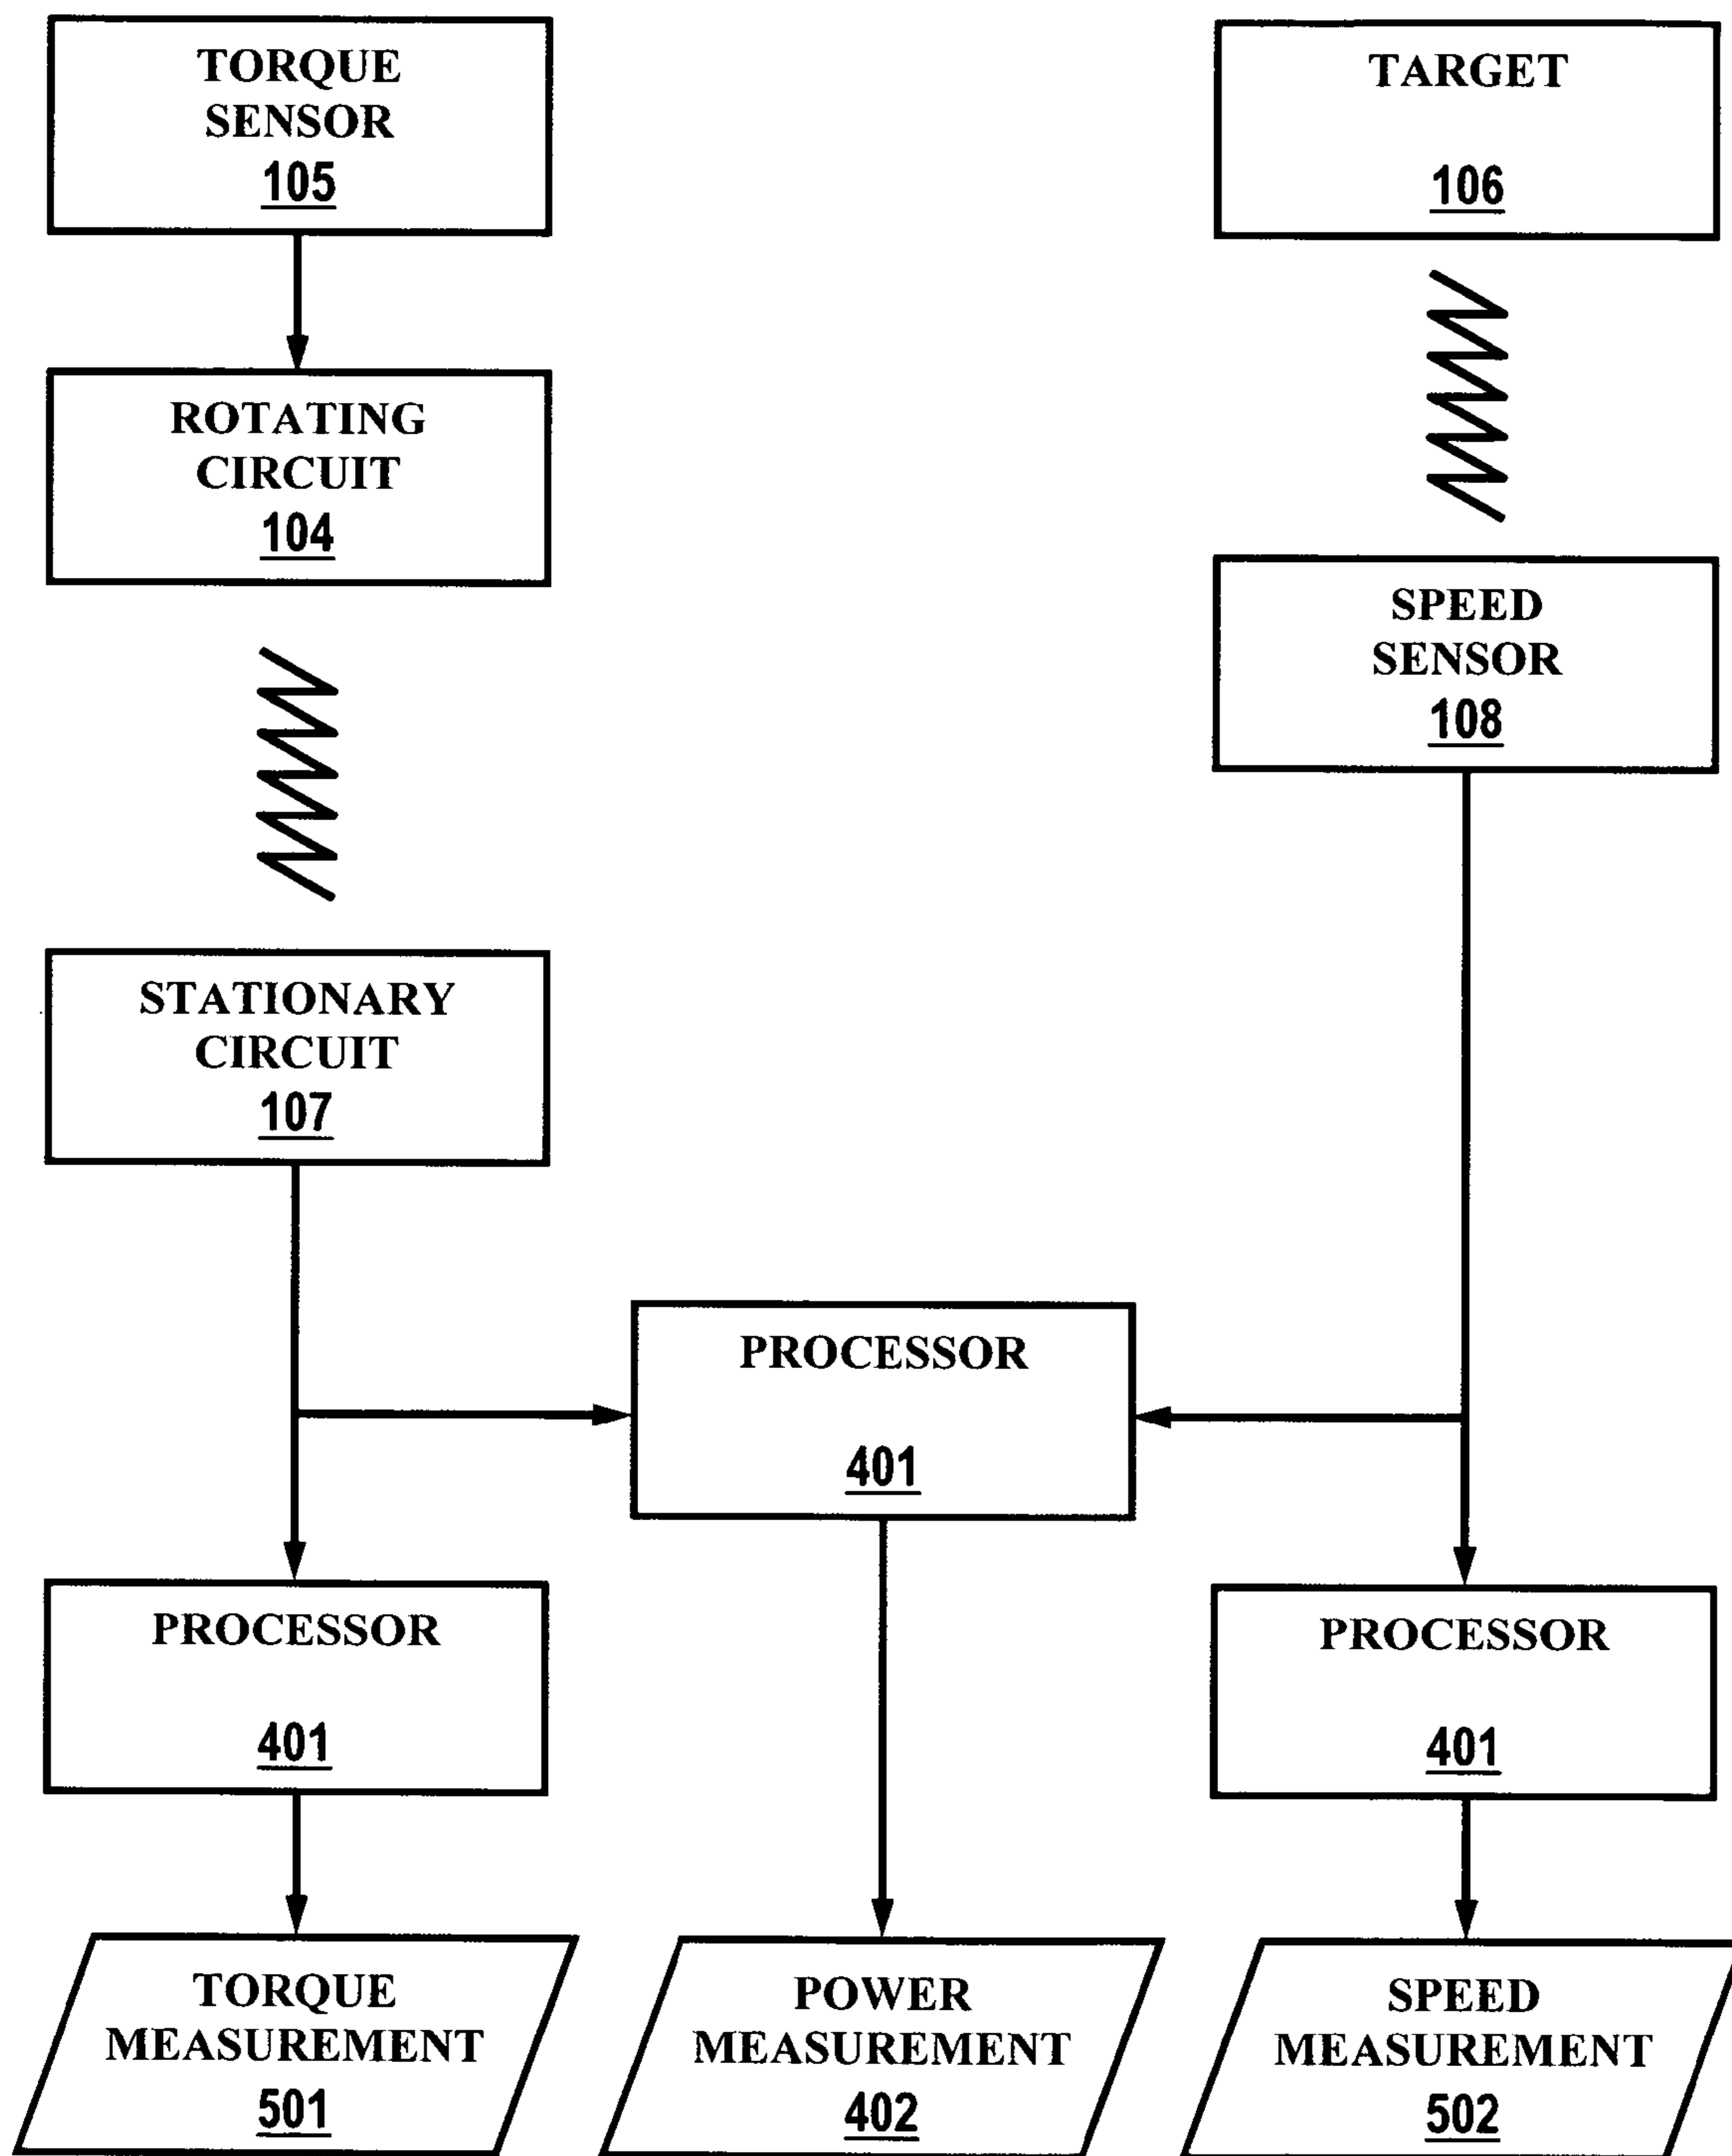 TORQUE
SENSOR
105
TARGET
106
ROTATING
CIRCUIT
104
SPEED
SENSOR
108
STATIONARY
CIRCUIT
107
PROCESSOR
401
PROCESSOR
401
PROCESSOR
401
TORQUE
MEASUREMENT
501
POWER
MEASUREMENT
402
SPEED
MEASUREMENT
502